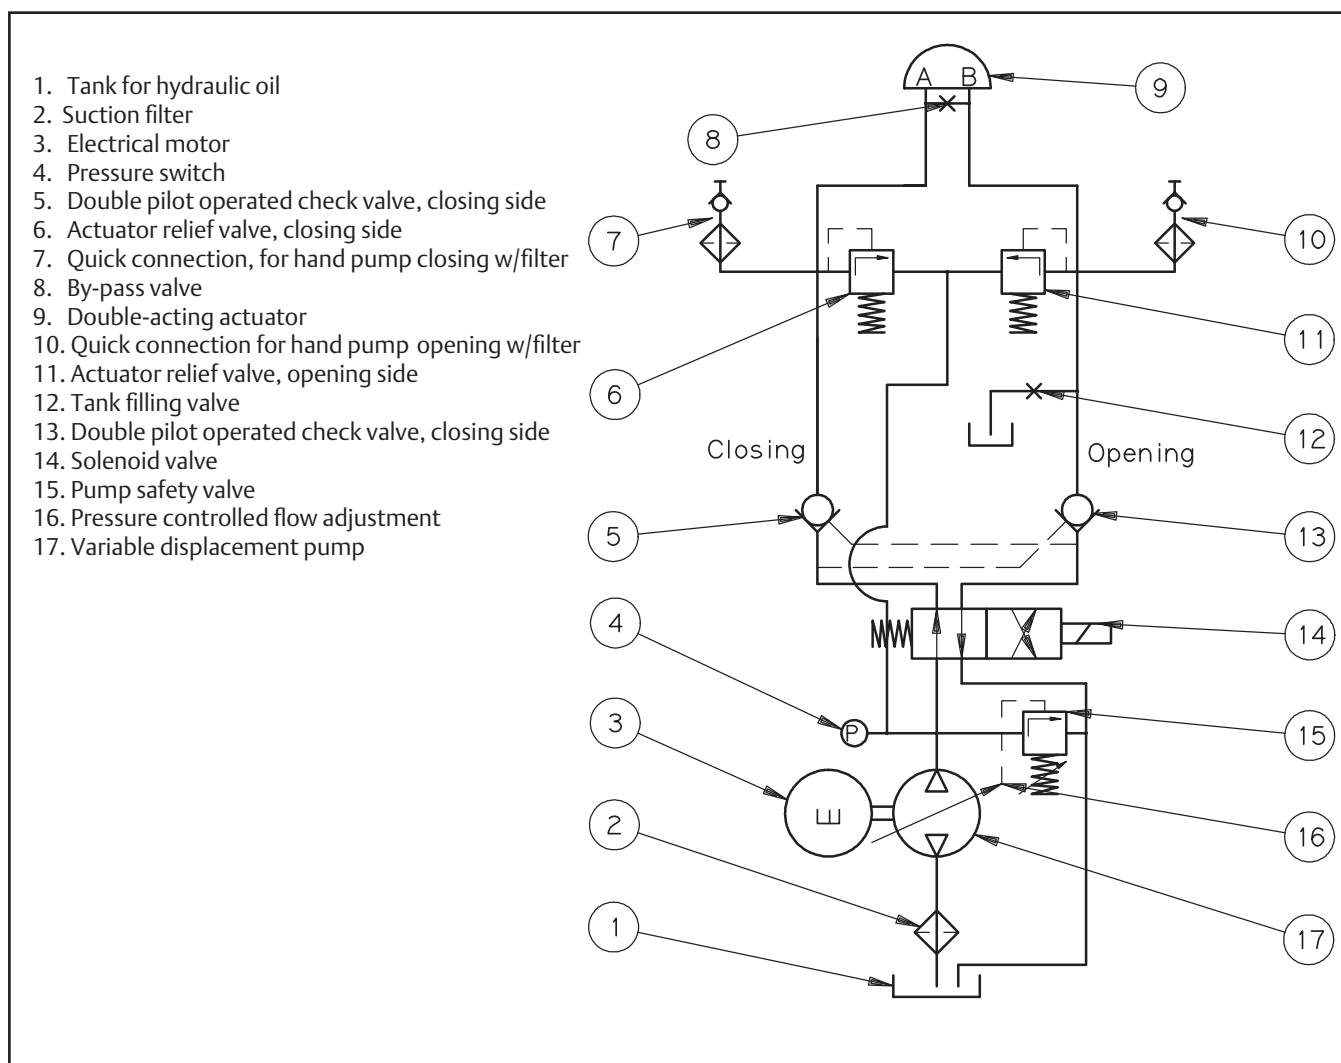 1. Tank for hydraulic oil
2. Suction filter
3. Electrical motor
4. Pressure switch
5. Double pilot operated check valve, closing side
6. Actuator relief valve, closing side
7. Quick connection, for hand pump closing w/filter
8. By-pass valve
9. Double-acting actuator
10. Quick connection for hand pump opening w/filter
11. Actuator relief valve, opening side
12. Tank filling valve
13. Double pilot operated check valve, closing side
14. Solenoid valve
15. Pump safety valve
16. Pressure controlled flow adjustment
17. Variable displacement pump
A B
9
8
7
10
6
11
12
Closing
Opening
5
13
4
14
P
3
15
E
2
16
1
17